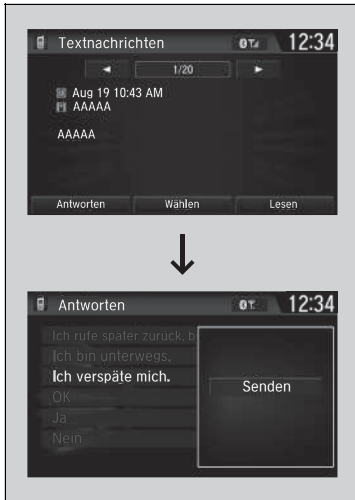 Textnachrichten 12:34
1/20
Aug 19 10:43 AM
AAAAA
AAAAA
Antworten Wählen Lesen
Antworten 12:34
Ich rufe später zurück, b
Ich bin unterwegs.
Ich verspäte mich.
Senden
OK
Ja
Nein